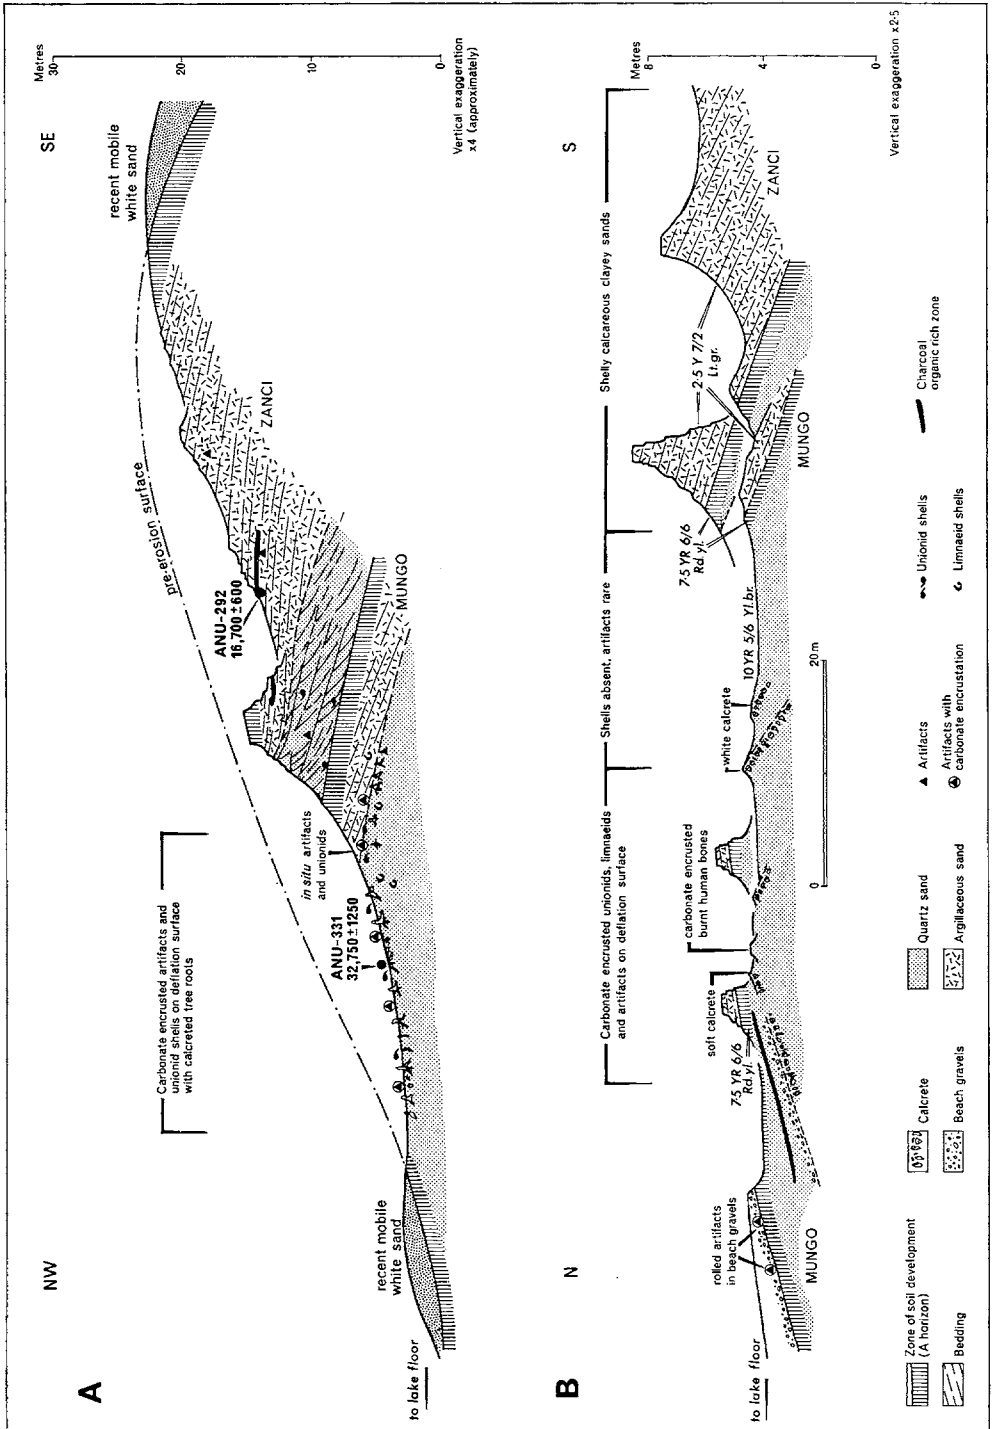 A
NW
SE
Metres
30
20
10
0
Vertical exaggeration
x4 (approximately)
recent mobile
white sand
pre-erosion surface
ZANCI
ANU-292
16,700±600
MUNGO
Carbonate encrusted artifacts and
unionid shells on deflation surface
with calcreted tree roots
in situ artifacts
and unionids
ANU-331
32,750±1250
recent mobile
white sand
to lake floor
B
N
S
Metres
8
4
0
Vertical exaggeration x2·5
Carbonate encrusted unionids, limnaeids
and artifacts on deflation surface
Shells absent, artifacts rare
Shelly calcareous clayey sands
rolled artifacts
in beach gravels
soft calcrete
carbonate encrusted
burnt human bones
white calcrete
7·5 YR 6/6
Rd.yl.
10 YR 5/6 Yl.br.
7·5 YR 6/6
Rd.yl.
2·5 Y 7/2
Lt.gr.
ZANCI
MUNGO
MUNGO
to lake floor
0
20 m
Zone of soil development
(A horizon)
Calcrete
Quartz sand
Artifacts
Unionid shells
Charcoal
organic rich zone
Bedding
Beach gravels
Argillaceous sand
Artifacts with
carbonate encrustation
Limnaeid shells